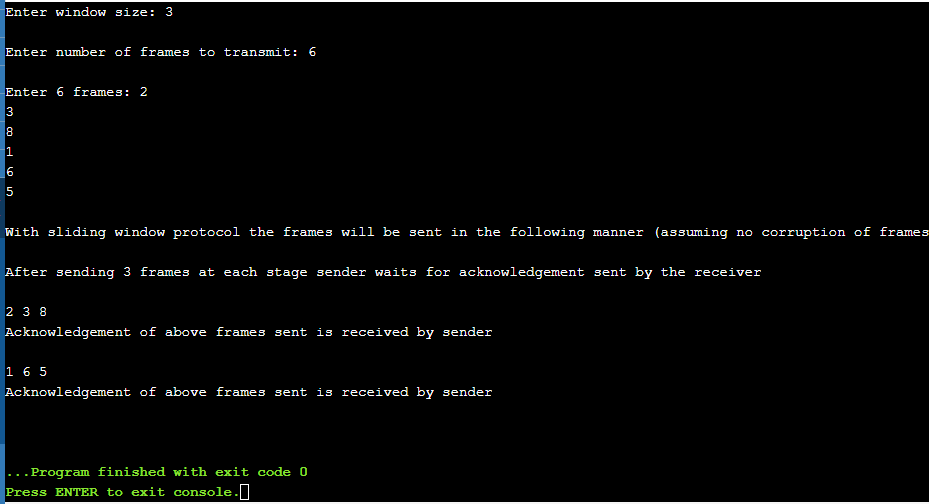 Enter window size: 3
Enter number of frames to transmit: 6
Enter 6 frames: 2
3
8
1
6
5
With sliding window protocol the frames will be sent in the following manner (assuming no corruption of frames
After sending 3 frames at each stage sender waits for acknowledgement sent by the receiver
2 3 8
Acknowledgement of above frames sent is received by sender
1 6 5
Acknowledgement of above frames sent is received by sender
...Program finished with exit code 0
Press ENTER to exit console.